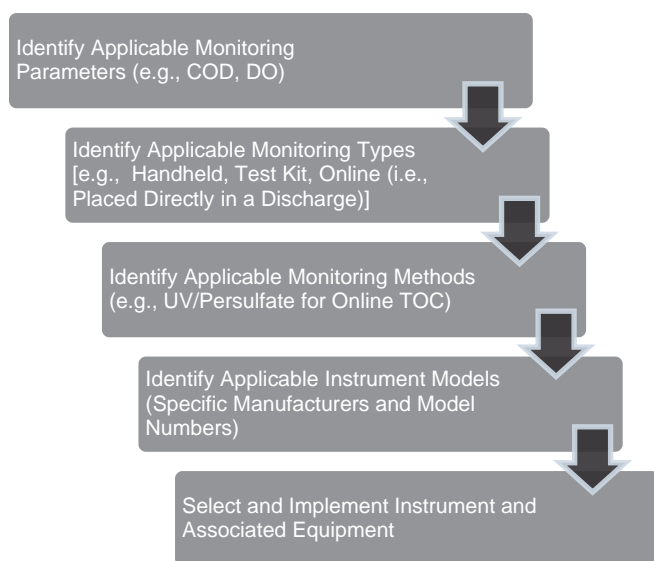 Identify Applicable Monitoring
Parameters (e.g., COD, DO)
Identify Applicable Monitoring Types
[e.g., Handheld, Test Kit, Online (i.e.,
Placed Directly in a Discharge)]
Identify Applicable Monitoring Methods
(e.g., UV/Persulfate for Online TOC)
Identify Applicable Instrument Models
(Specific Manufacturers and Model
Numbers)
Select and Implement Instrument and
Associated Equipment